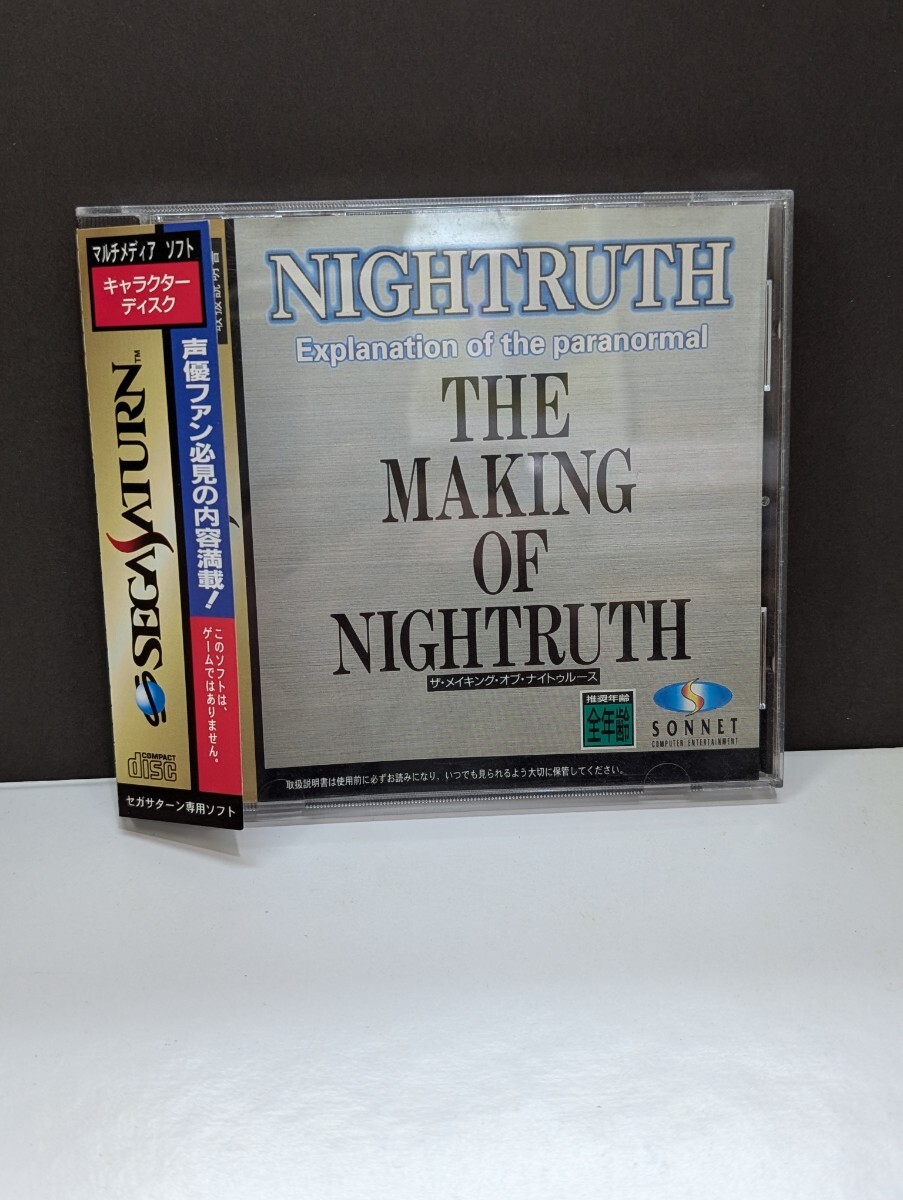 マルチメディア ソフト
キャラクター
ディスク
声優ファン必見の内容満載!
このソフトは、
ゲームではありません。
SEGA SATURN™
COMPACT
disc
セガサターン専用ソフト
取扱説明書
NIGHTRUTH
Explanation of the paranormal
THE
MAKING
OF
NIGHTRUTH
ザ・メイキング・オブ・ナイトゥルース
推奨年齢
全年齢
SONNET
COMPUTER ENTERTAINMENT
取扱説明書は使用前に必ずお読みになり、いつでも見られるよう大切に保管してください。